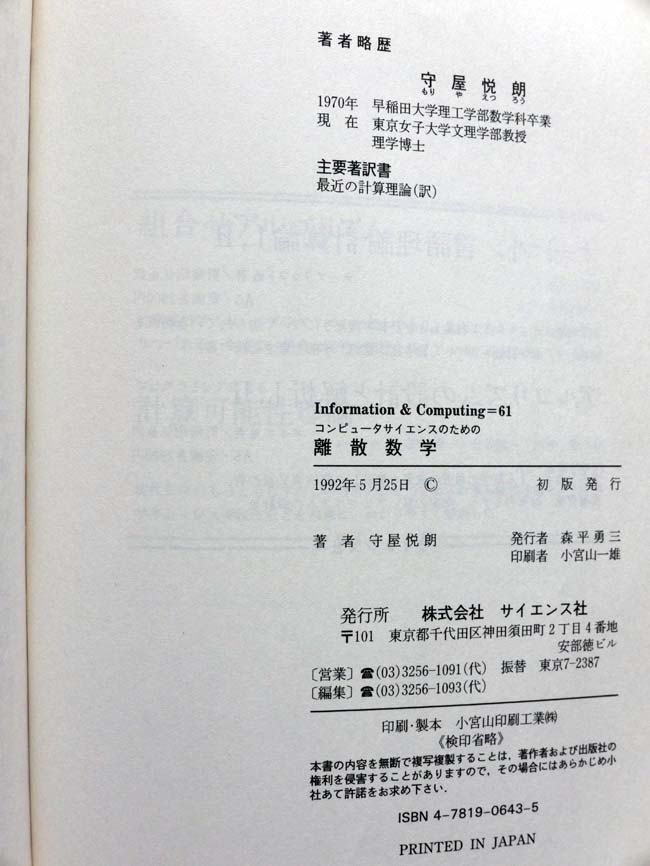 著者略歴
守屋悦朗
もり や えつ ろう
1970年 早稲田大学理工学部数学科卒業
現在 東京女子大学文理学部教授
理学博士
主要著訳書
最近の計算理論(訳)
Information & Computing=61
コンピュータサイエンスのための
離散数学
1992年5月25日 © 初版発行
著者 守屋悦朗 発行者 森平勇三
印刷者 小宮山一雄
発行所 株式会社 サイエンス社
〒101 東京都千代田区神田須田町2丁目4番地
安部徳ビル
〔営業〕☎(03)3256-1091(代) 振替 東京7-2387
〔編集〕☎(03)3256-1093(代)
印刷・製本 小宮山印刷工業㈱
《検印省略》
本書の内容を無断で複写複製することは,著作者および出版社の
権利を侵害することがありますので,その場合にはあらかじめ小
社あて許諾をお求め下さい.
ISBN 4-7819-0643-5
PRINTED IN JAPAN